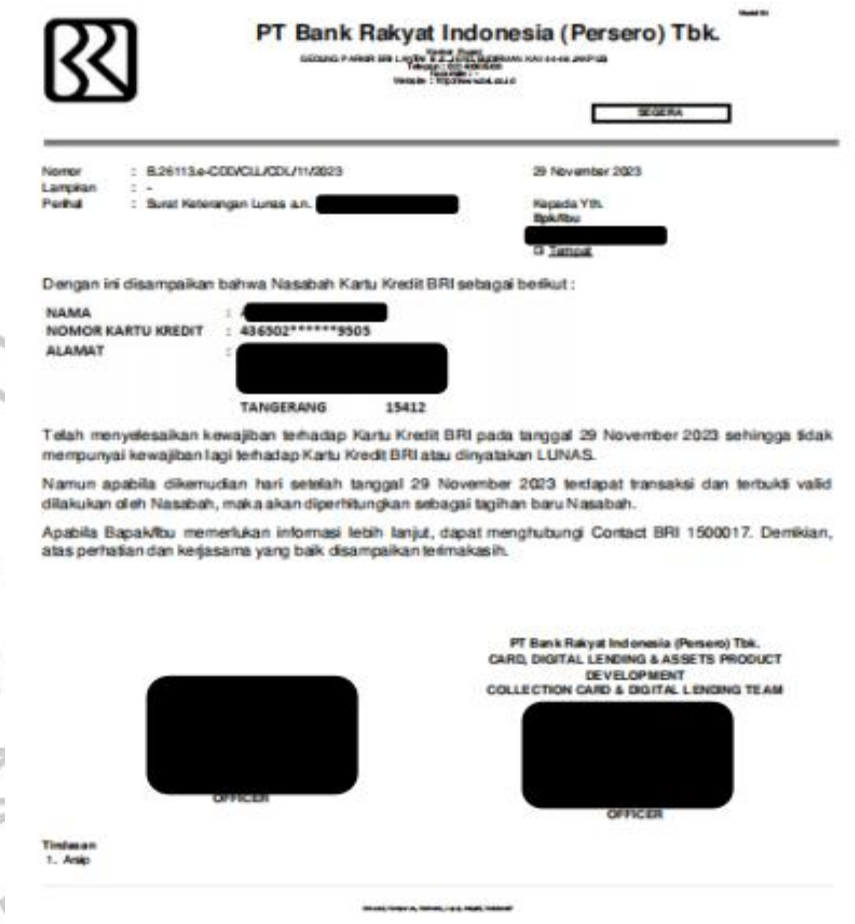 PT Bank Rakyat Indonesia (Persero) Tbk.
Kantor Pusat
SEGERA
Nomor : B.26113.e-CDD/CLL/CDL/11/2023
29 November 2023
Lampiran : -
Perihal : Surat Keterangan Lunas a.n.
Kepada Yth.
Bpk/Ibu
Di Tempat
Dengan ini disampaikan bahwa Nasabah Kartu Kredit BRI sebagai berikut :
NAMA :
NOMOR KARTU KREDIT : 436502******9505
ALAMAT :
TANGERANG 15412
Telah menyelesaikan kewajiban terhadap Kartu Kredit BRI pada tanggal 29 November 2023 sehingga tidak
mempunyai kewajiban lagi terhadap Kartu Kredit BRI atau dinyatakan LUNAS.
Namun apabila dikemudian hari setelah tanggal 29 November 2023 terdapat transaksi dan terbukti valid
dilakukan oleh Nasabah, maka akan diperhitungkan sebagai tagihan baru Nasabah.
Apabila Bapak/Ibu memerlukan informasi lebih lanjut, dapat menghubungi Contact BRI 1500017. Demikian,
atas perhatian dan kerjasama yang baik disampaikan terimakasih.
PT Bank Rakyat Indonesia (Persero) Tbk.
CARD, DIGITAL LENDING & ASSETS PRODUCT
DEVELOPMENT
COLLECTION CARD & DIGITAL LENDING TEAM
OFFICER
OFFICER
Tindasan
1. Arsip